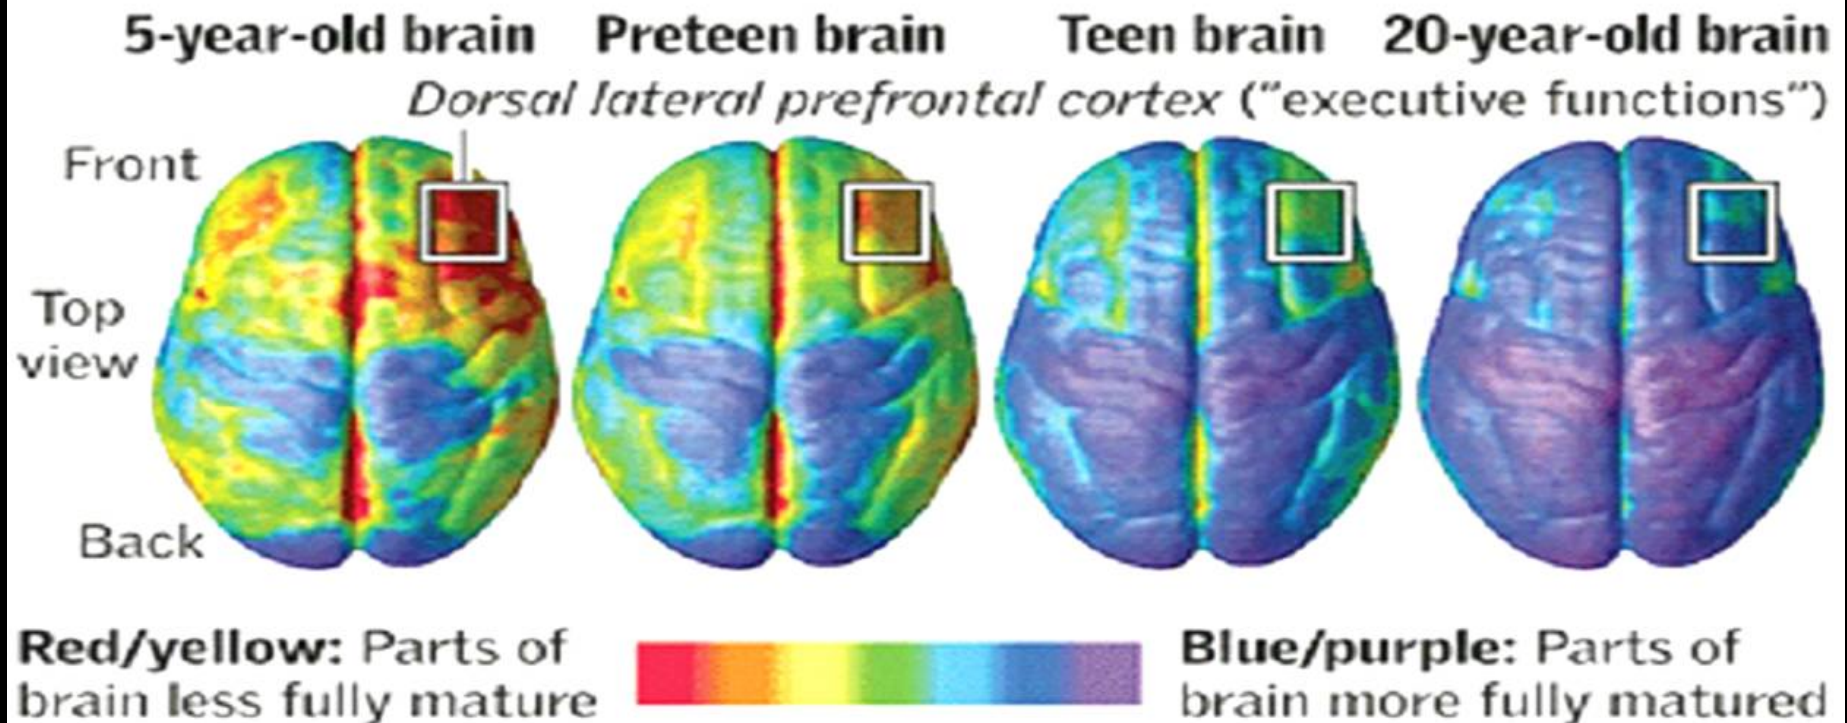 5-year-old brain Preteen brain Teen brain 20-year-old brain
Dorsal lateral prefrontal cortex ("executive functions")
Front
Top
view
Back
Red/yellow: Parts of
brain less fully mature
Blue/purple: Parts of
brain more fully matured